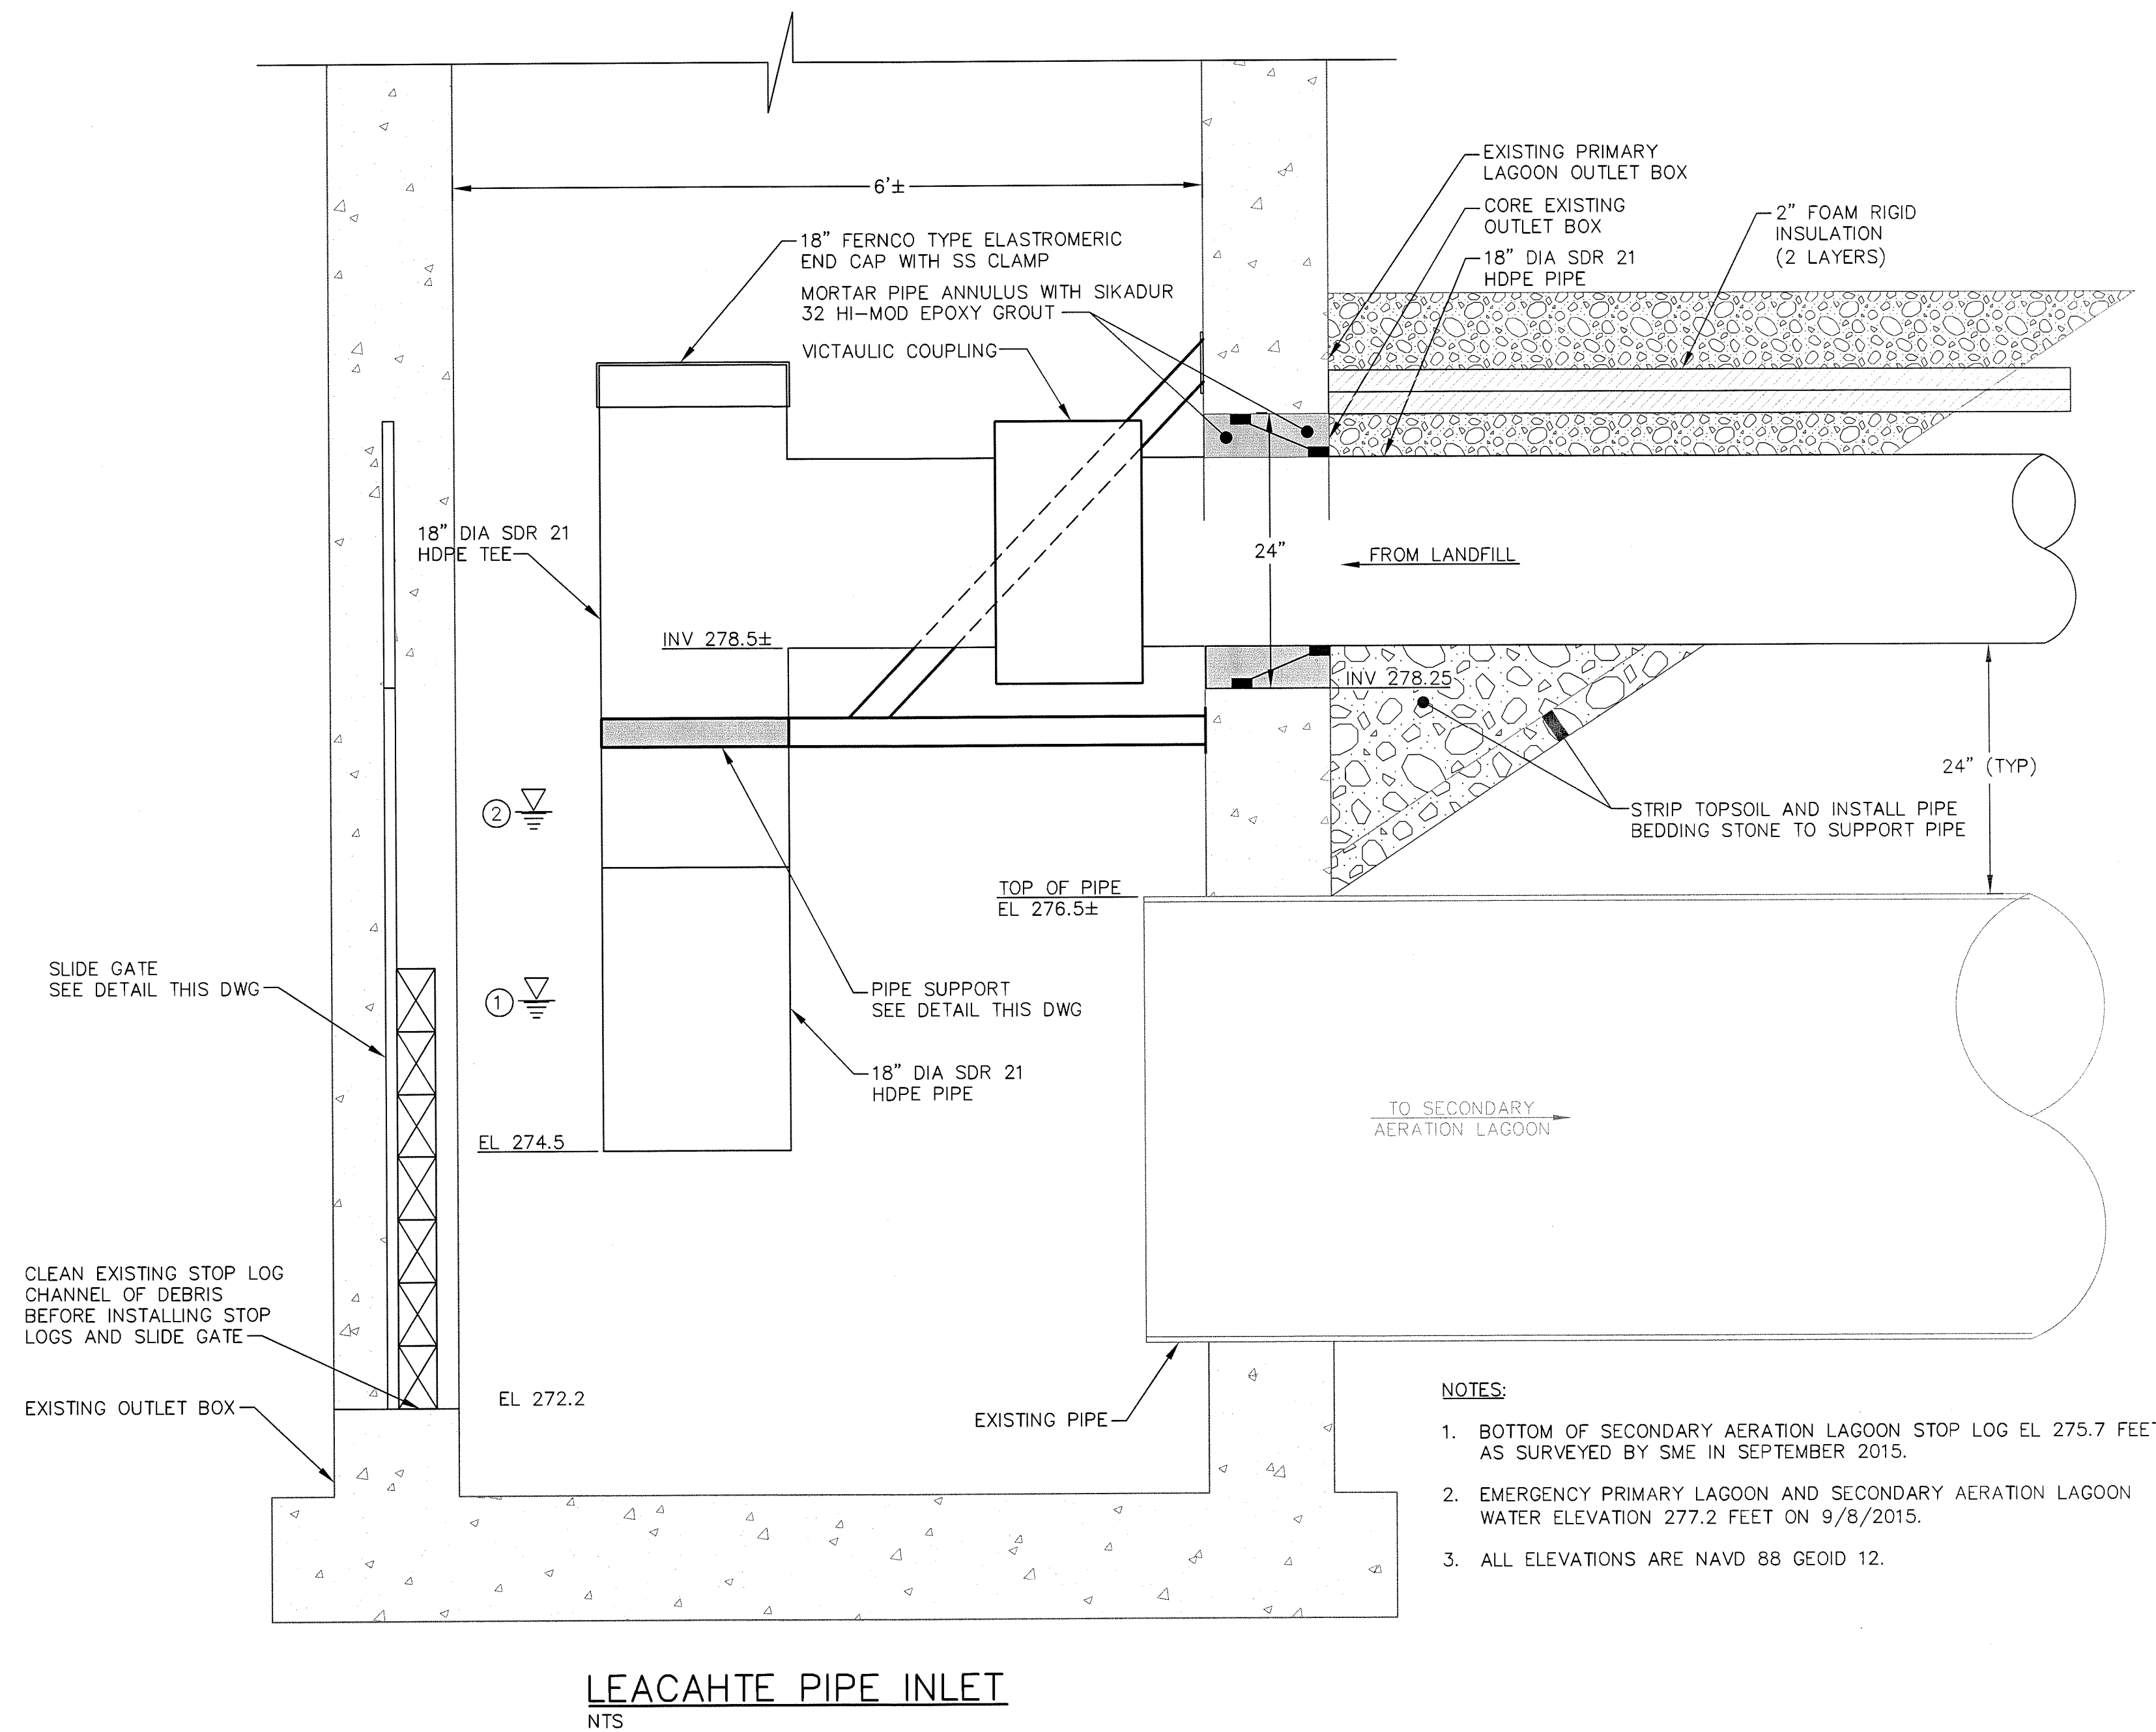 6'±
EXISTING PRIMARY
LAGOON OUTLET BOX
CORE EXISTING
OUTLET BOX
18" DIA SDR 21
HDPE PIPE
2" FOAM RIGID
INSULATION
(2 LAYERS)
18" FERNCO TYPE ELASTROMERIC
END CAP WITH SS CLAMP
MORTAR PIPE ANNULUS WITH SIKADUR
32 HI-MOD EPOXY GROUT
VICTAULIC COUPLING
18" DIA SDR 21
HDPE TEE
24"
FROM LANDFILL
INV 278.5±
INV 278.25
24" (TYP)
STRIP TOPSOIL AND INSTALL PIPE
BEDDING STONE TO SUPPORT PIPE
2
TOP OF PIPE
EL 276.5±
SLIDE GATE
SEE DETAIL THIS DWG
1
PIPE SUPPORT
SEE DETAIL THIS DWG
18" DIA SDR 21
HDPE PIPE
TO SECONDARY
AERATION LAGOON
EL 274.5
CLEAN EXISTING STOP LOG
CHANNEL OF DEBRIS
BEFORE INSTALLING STOP
LOGS AND SLIDE GATE
EXISTING OUTLET BOX
EL 272.2
EXISTING PIPE
NOTES:
1. BOTTOM OF SECONDARY AERATION LAGOON STOP LOG EL 275.7 FEET
AS SURVEYED BY SME IN SEPTEMBER 2015.
2. EMERGENCY PRIMARY LAGOON AND SECONDARY AERATION LAGOON
WATER ELEVATION 277.2 FEET ON 9/8/2015.
3. ALL ELEVATIONS ARE NAVD 88 GEOID 12.
LEACAHTE PIPE INLET
NTS